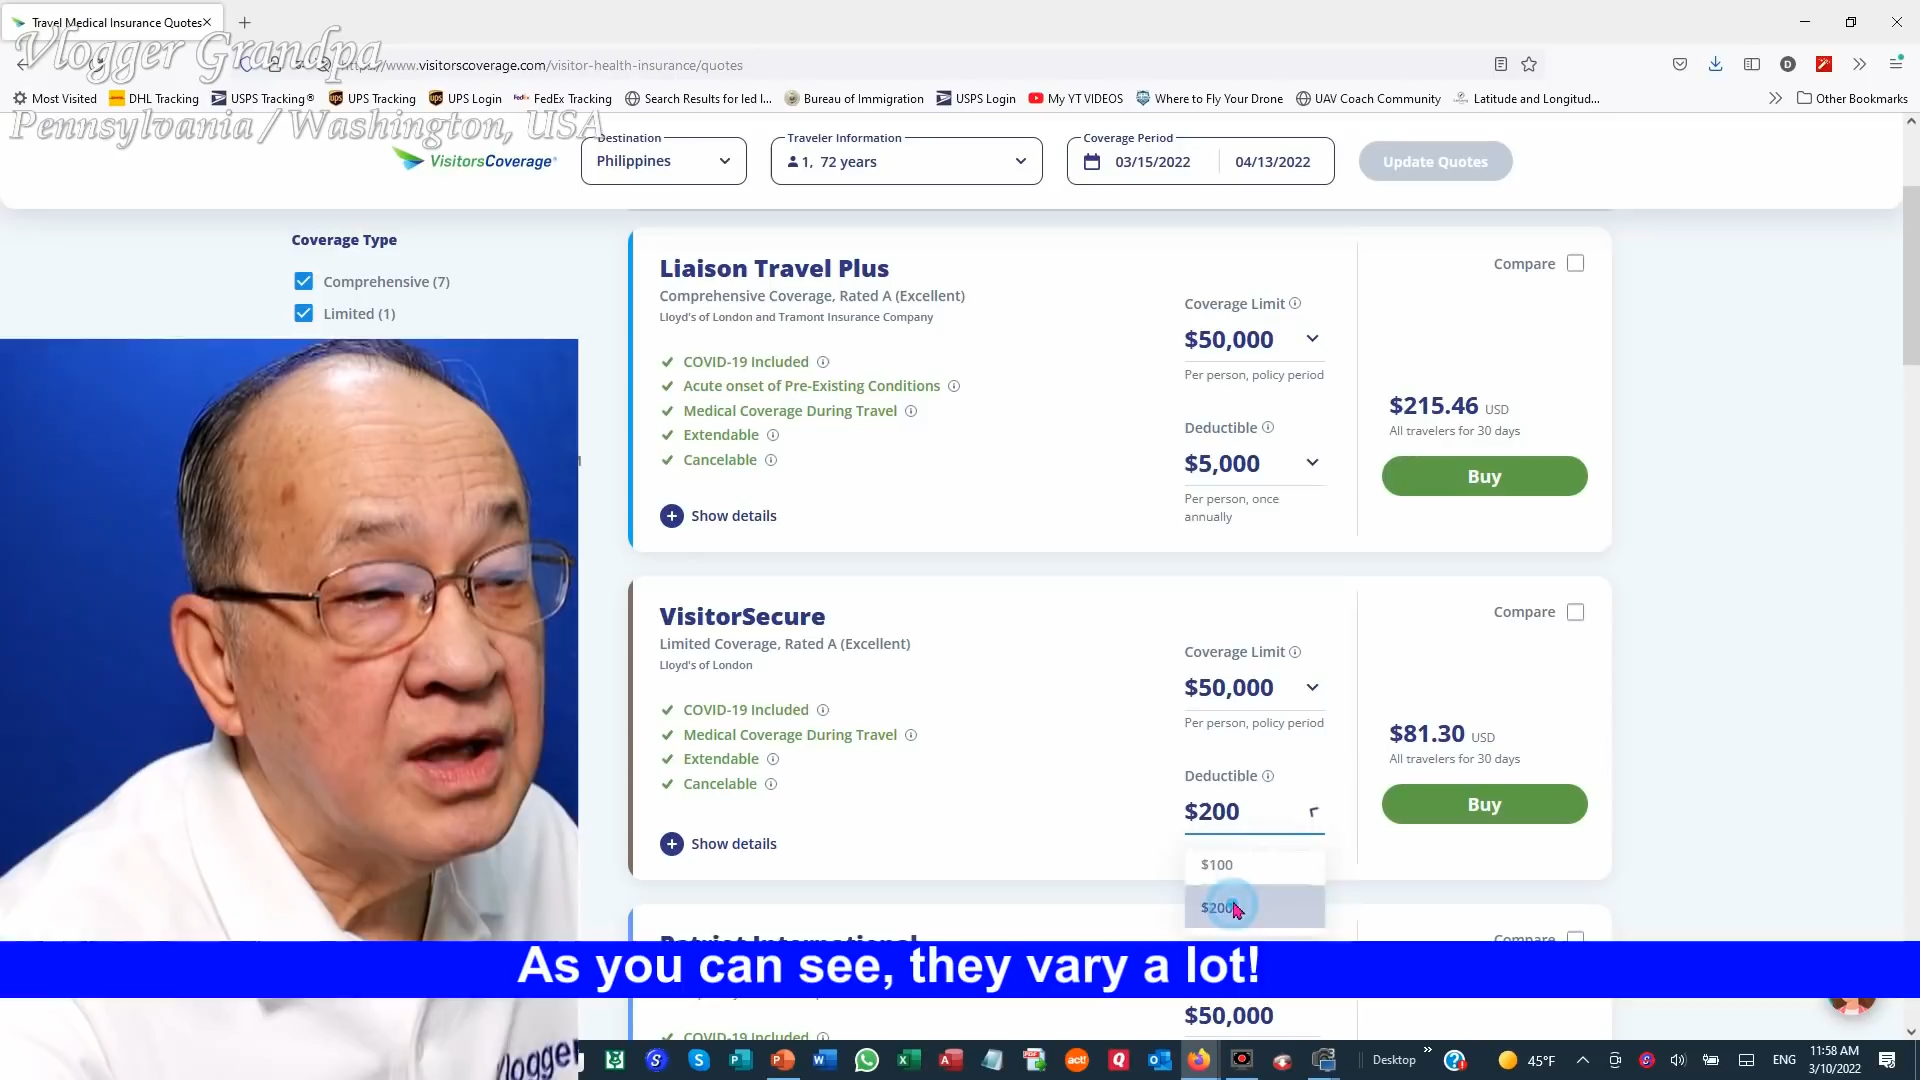 Travel Medical Insurance Quotes
Vlogger Grandpa
www.visitorscoverage.com/visitor-health-insurance/quotes
Most Visited
DHL Tracking
USPS Tracking®
UPS Tracking
UPS Login
FedEx Tracking
Search Results for led l...
Bureau of Immigration
USPS Login
My YT VIDEOS
Where to Fly Your Drone
UAV Coach Community
Latitude and Longitud...
Other Bookmarks
Pennsylvania / Washington, USA
VisitorsCoverage
Destination
Philippines
Traveler Information
1, 72 years
Coverage Period
03/15/2022
04/13/2022
Update Quotes
Coverage Type
Comprehensive (7)
Limited (1)
Liaison Travel Plus
Comprehensive Coverage, Rated A (Excellent)
Lloyd's of London and Tramont Insurance Company
COVID-19 Included
Acute onset of Pre-Existing Conditions
Medical Coverage During Travel
Extendable
Cancelable
Show details
Coverage Limit
$50,000
Per person, policy period
Deductible
$5,000
Per person, once
annually
Compare
$215.46 USD
All travelers for 30 days
Buy
VisitorSecure
Limited Coverage, Rated A (Excellent)
Lloyd's of London
COVID-19 Included
Medical Coverage During Travel
Extendable
Cancelable
Show details
Coverage Limit
$50,000
Per person, policy period
Deductible
$200
$100
$200
Compare
$81.30 USD
All travelers for 30 days
Buy
Patriot International
Compare
As you can see, they vary a lot!
$50,000
COVID-19 Included
Vlogger
Desktop
45°F
ENG
11:58 AM
3/10/2022